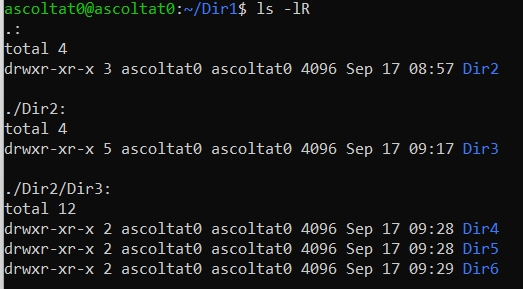 ascoltat0@ascoltat0:~/Dir1$ ls -lR
.:
total 4
drwxr-xr-x 3 ascoltat0 ascoltat0 4096 Sep 17 08:57 Dir2

./Dir2:
total 4
drwxr-xr-x 5 ascoltat0 ascoltat0 4096 Sep 17 09:17 Dir3

./Dir2/Dir3:
total 12
drwxr-xr-x 2 ascoltat0 ascoltat0 4096 Sep 17 09:28 Dir4
drwxr-xr-x 2 ascoltat0 ascoltat0 4096 Sep 17 09:28 Dir5
drwxr-xr-x 2 ascoltat0 ascoltat0 4096 Sep 17 09:29 Dir6